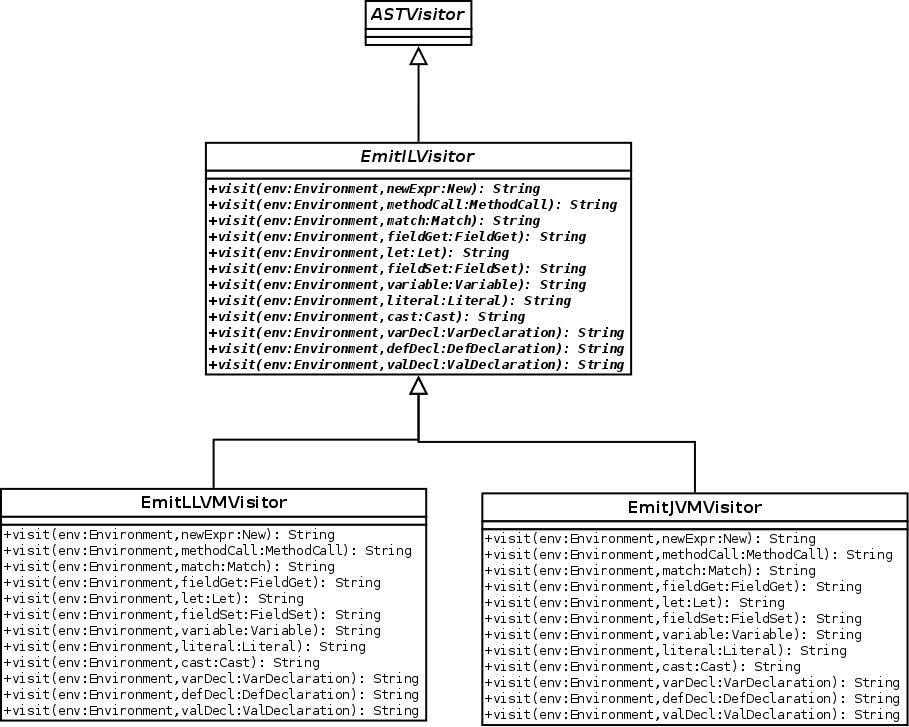 ASTVisitor
EmitILVisitor
+visit(env:Environment,newExpr:New): String
+visit(env:Environment,methodCall:MethodCall): String
+visit(env:Environment,match:Match): String
+visit(env:Environment,fieldGet:FieldGet): String
+visit(env:Environment,let:Let): String
+visit(env:Environment,fieldSet:FieldSet): String
+visit(env:Environment,variable:Variable): String
+visit(env:Environment,literal:Literal): String
+visit(env:Environment,cast:Cast): String
+visit(env:Environment,varDecl:VarDeclaration): String
+visit(env:Environment,defDecl:DefDeclaration): String
+visit(env:Environment,valDecl:ValDeclaration): String
EmitLLVMVisitor
+visit(env:Environment,newExpr:New): String
+visit(env:Environment,methodCall:MethodCall): String
+visit(env:Environment,match:Match): String
+visit(env:Environment,fieldGet:FieldGet): String
+visit(env:Environment,let:Let): String
+visit(env:Environment,fieldSet:FieldSet): String
+visit(env:Environment,variable:Variable): String
+visit(env:Environment,literal:Literal): String
+visit(env:Environment,cast:Cast): String
+visit(env:Environment,varDecl:VarDeclaration): String
+visit(env:Environment,defDecl:DefDeclaration): String
+visit(env:Environment,valDecl:ValDeclaration): String
EmitJVMVisitor
+visit(env:Environment,newExpr:New): String
+visit(env:Environment,methodCall:MethodCall): String
+visit(env:Environment,match:Match): String
+visit(env:Environment,fieldGet:FieldGet): String
+visit(env:Environment,let:Let): String
+visit(env:Environment,fieldSet:FieldSet): String
+visit(env:Environment,variable:Variable): String
+visit(env:Environment,literal:Literal): String
+visit(env:Environment,cast:Cast): String
+visit(env:Environment,varDecl:VarDeclaration): String
+visit(env:Environment,defDecl:DefDeclaration): String
+visit(env:Environment,valDecl:ValDeclaration): String